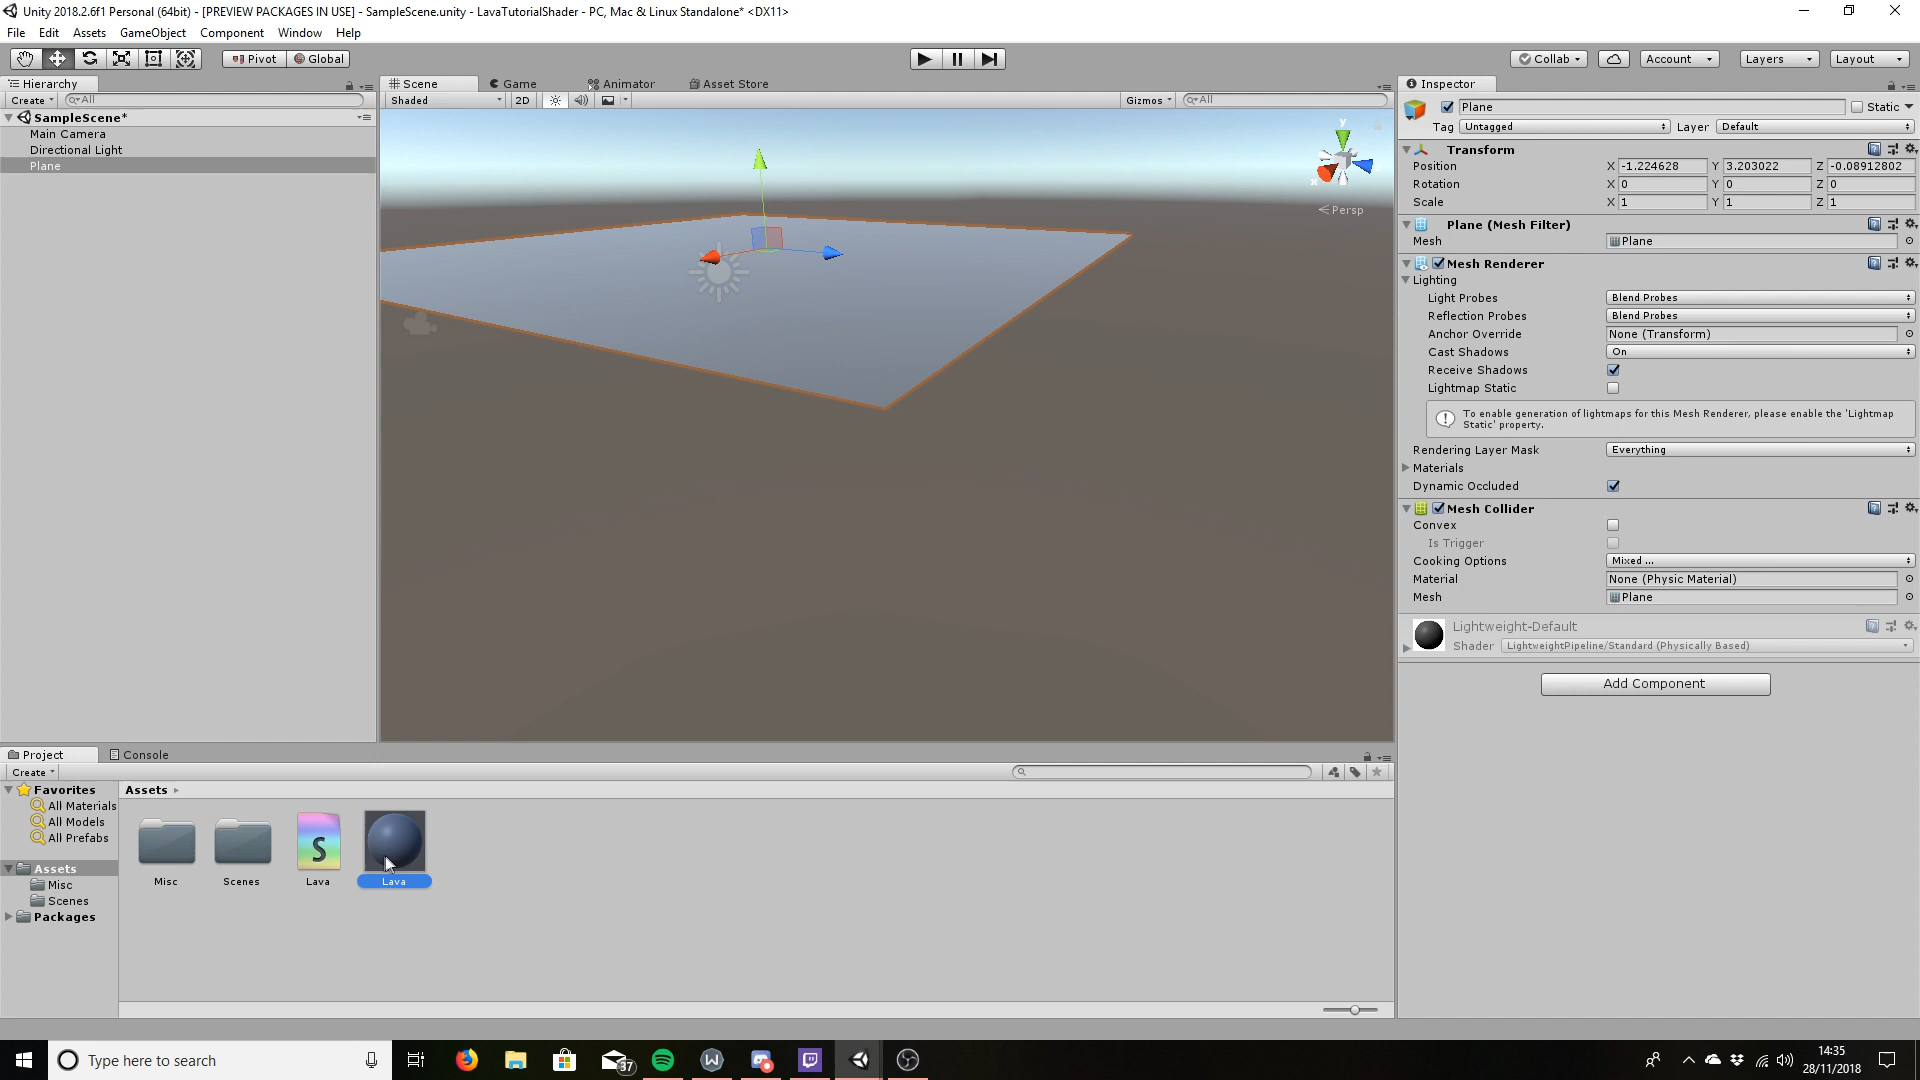 Unity 2018.2.6f1 Personal (64bit) - [PREVIEW PACKAGES IN USE] - SampleScene.unity - LavaTutorialShader - PC, Mac & Linux Standalone* <DX11>
File Edit Assets GameObject Component Window Help
Pivot Global Collab Account Layers Layout
Hierarchy
Create All
SampleScene*
Main Camera
Directional Light
Plane
Scene Game Animator Asset Store
Shaded 2D Gizmos All
y
x
Persp
Inspector
Plane Static
Tag Untagged Layer Default
Transform
Position X -1.224628 Y 3.203022 Z -0.08912802
Rotation X 0 Y 0 Z 0
Scale X 1 Y 1 Z 1
Plane (Mesh Filter)
Mesh Plane
Mesh Renderer
Lighting
Light Probes Blend Probes
Reflection Probes Blend Probes
Anchor Override None (Transform)
Cast Shadows On
Receive Shadows
Lightmap Static
To enable generation of lightmaps for this Mesh Renderer, please enable the 'Lightmap
Static' property.
Rendering Layer Mask Everything
Materials
Dynamic Occluded
Mesh Collider
Convex
Is Trigger
Cooking Options Mixed ...
Material None (Physic Material)
Mesh Plane
Lightweight-Default
Shader LightweightPipeline/Standard (Physically Based)
Add Component
Project Console
Create
Favorites
All Materials
All Models
All Prefabs
Assets
Misc
Scenes
Packages
Assets
S
Misc Scenes Lava Lava
Type here to search
37
14:35
28/11/2018